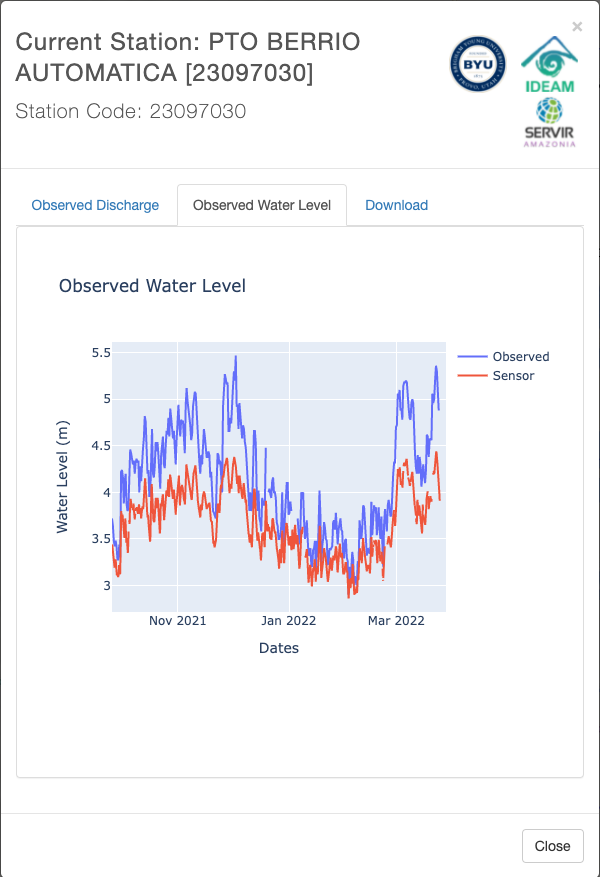 ×
Current Station: PTO BERRIO
AUTOMATICA [23097030]
Station Code: 23097030
BYU
IDEAM
SERVIR
AMAZONIA
Observed Discharge
Observed Water Level
Download
Observed Water Level
5.5
5
4.5
4
3.5
3
Water Level (m)
Nov 2021
Jan 2022
Mar 2022
Dates
Observed
Sensor
Close